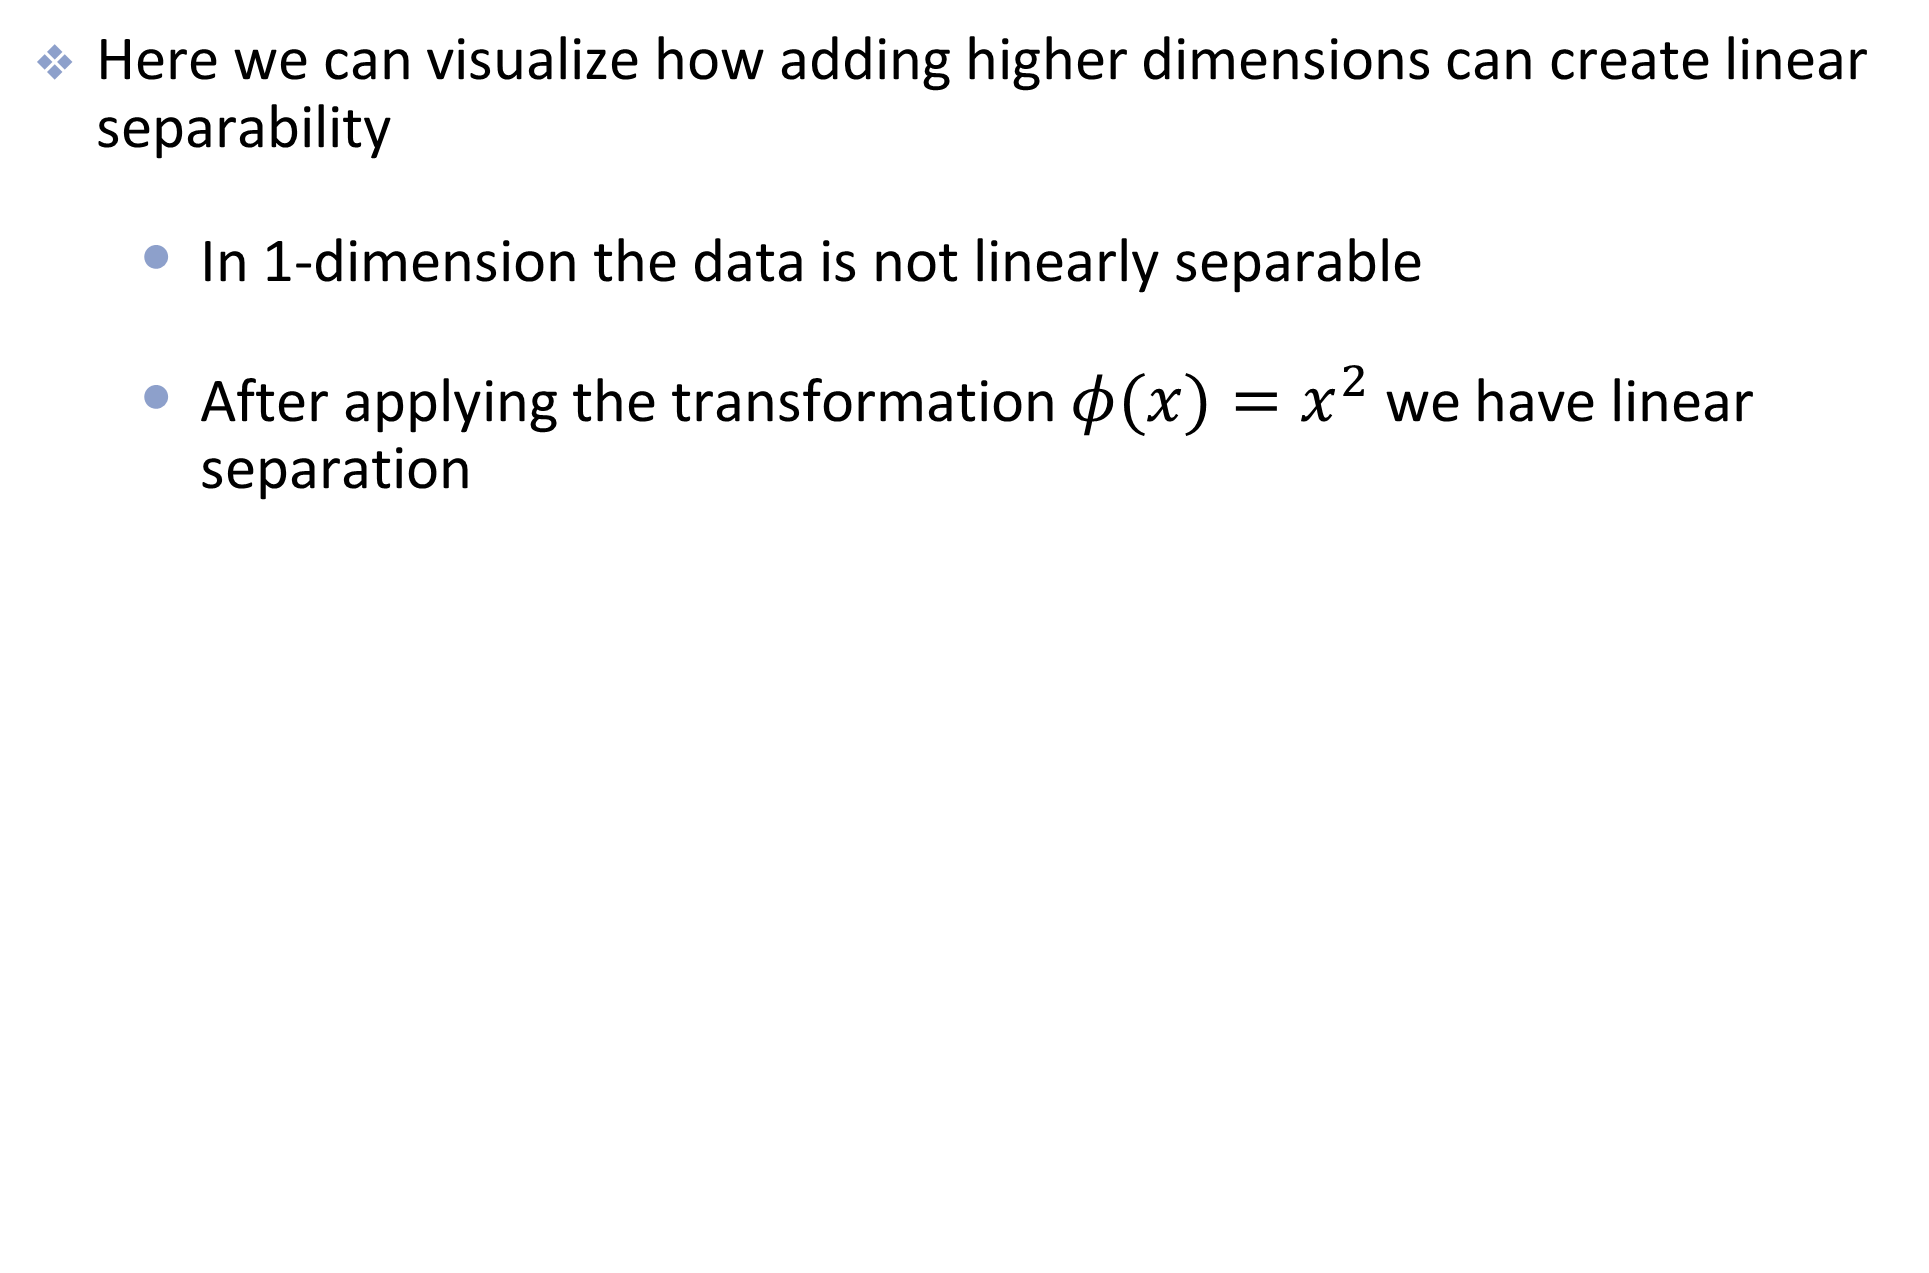 ❖ Here we can visualize how adding higher dimensions can create linear
separability
• In 1-dimension the data is not linearly separable
• After applying the transformation 𝜙(𝑥) = 𝑥² we have linear
separation